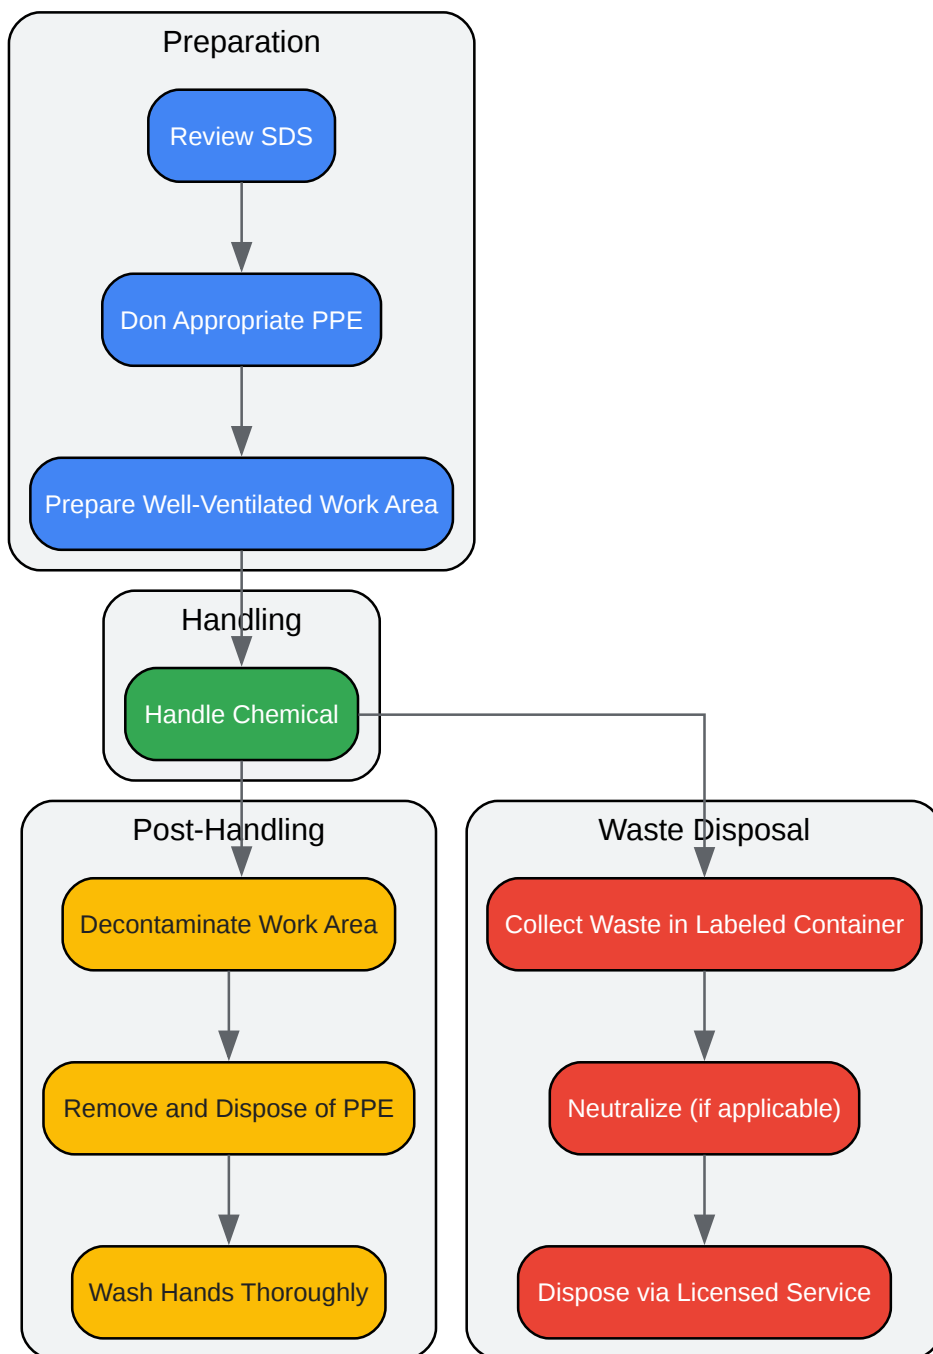 Preparation
Review SDS
Don Appropriate PPE
Prepare Well-Ventilated Work Area
Handling
Handle Chemical
Post-Handling
Decontaminate Work Area
Remove and Dispose of PPE
Wash Hands Thoroughly
Waste Disposal
Collect Waste in Labeled Container
Neutralize (if applicable)
Dispose via Licensed Service